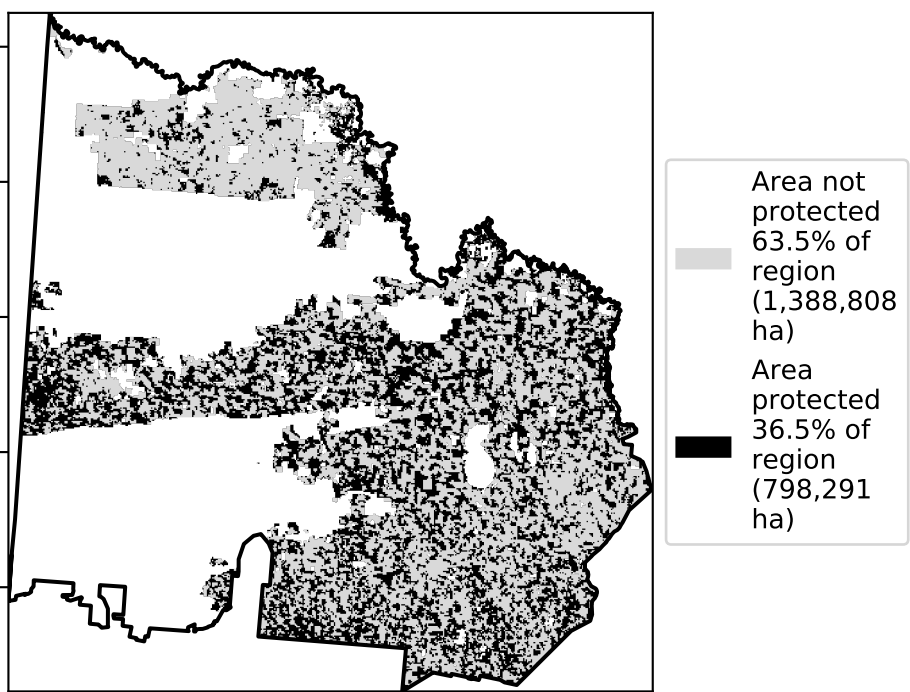 Area not
protected
63.5% of
region
(1,388,808
ha)
Area
protected
36.5% of
region
(798,291
ha)